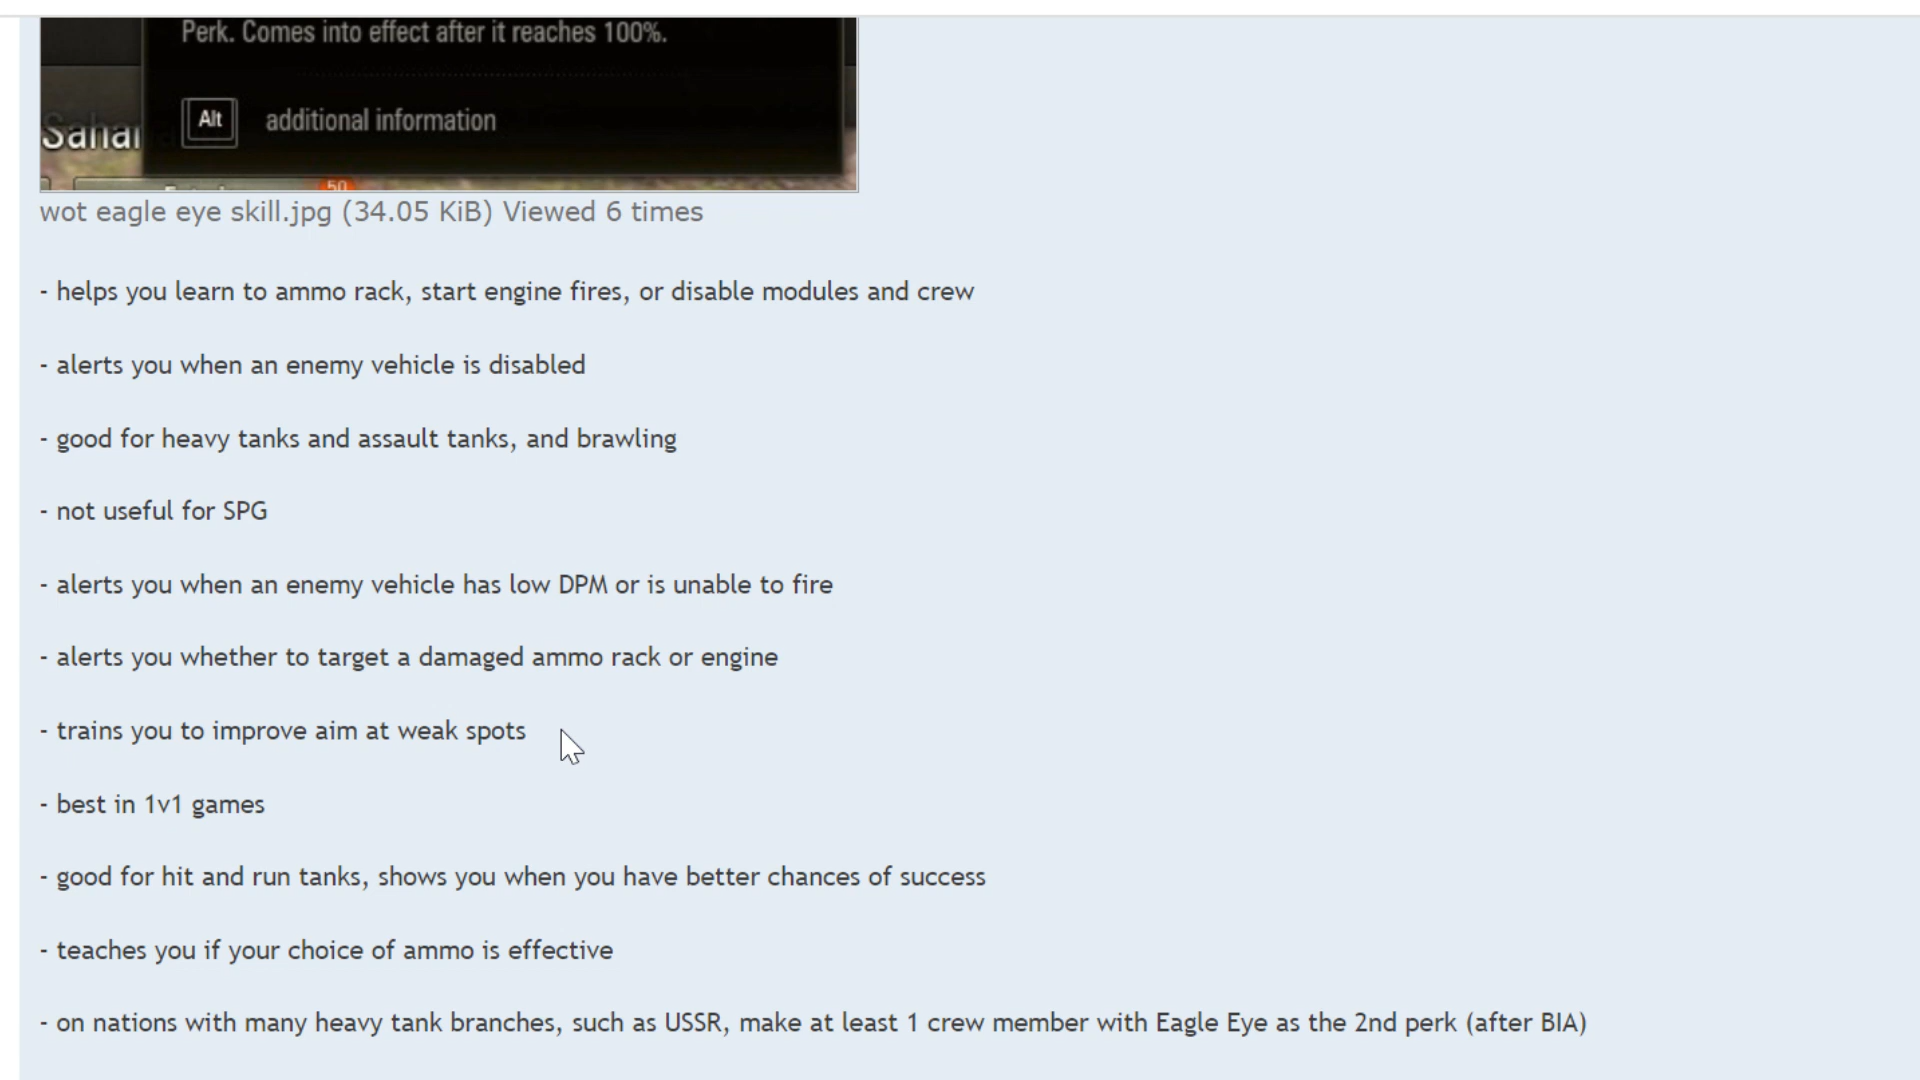 Perk. Comes into effect after it reaches 100%.
Alt additional information
50
wot eagle eye skill.jpg (34.05 KiB) Viewed 6 times
- helps you learn to ammo rack, start engine fires, or disable modules and crew
- alerts you when an enemy vehicle is disabled
- good for heavy tanks and assault tanks, and brawling
- not useful for SPG
- alerts you when an enemy vehicle has low DPM or is unable to fire
- alerts you whether to target a damaged ammo rack or engine
- trains you to improve aim at weak spots
- best in 1v1 games
- good for hit and run tanks, shows you when you have better chances of success
- teaches you if your choice of ammo is effective
- on nations with many heavy tank branches, such as USSR, make at least 1 crew member with Eagle Eye as the 2nd perk (after BIA)